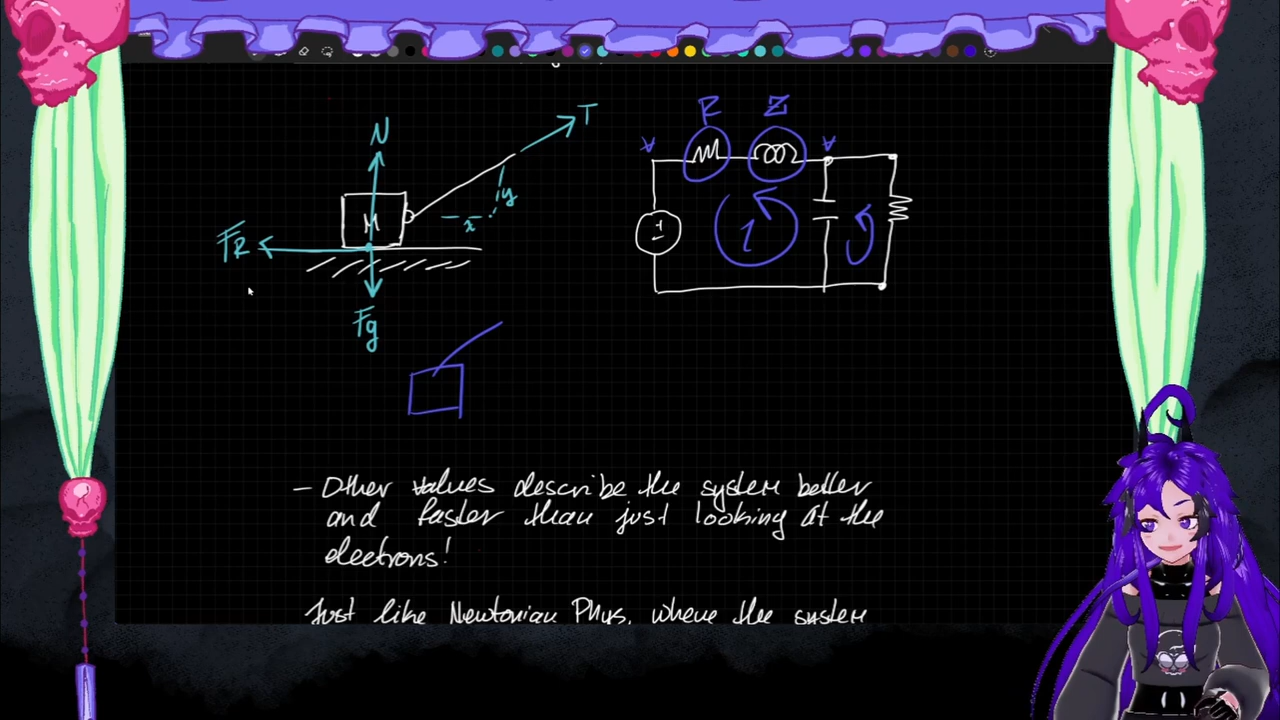 N
T
M
x
y
FR
Fg
R
Z
V
V
1
- Other values describe the system better
and faster than just looking at the
electrons!
Just like Newtonian Phys. where the system